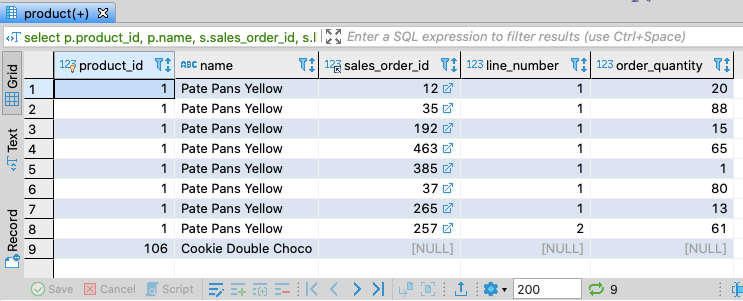 product(+)
select p.product_id, p.name, s.sales_order_id, s.l
Enter a SQL expression to filter results (use Ctrl+Space)
Grid
Text
Record
123 product_id ABC name 123 sales_order_id 123 line_number 123 order_quantity
1 1 Pate Pans Yellow 12 1 20
2 1 Pate Pans Yellow 35 1 88
3 1 Pate Pans Yellow 192 1 15
4 1 Pate Pans Yellow 463 1 65
5 1 Pate Pans Yellow 385 1 1
6 1 Pate Pans Yellow 37 1 80
7 1 Pate Pans Yellow 265 1 13
8 1 Pate Pans Yellow 257 2 61
9 106 Cookie Double Choco [NULL] [NULL] [NULL]
Save Cancel Script 200 9